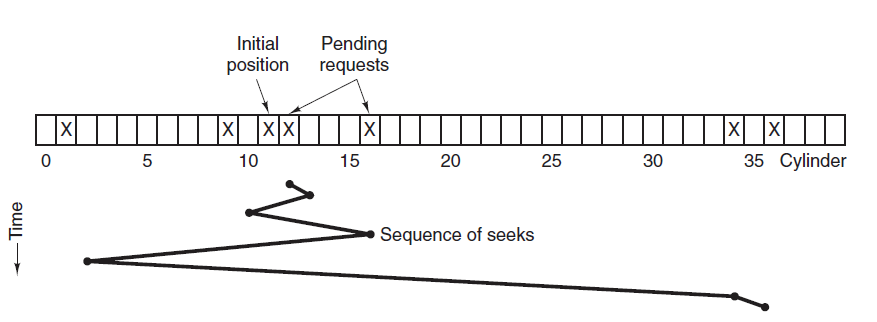 Initial
position
Pending
requests
X X X X X X X
0 5 10 15 20 25 30 35 Cylinder
Time
Sequence of seeks